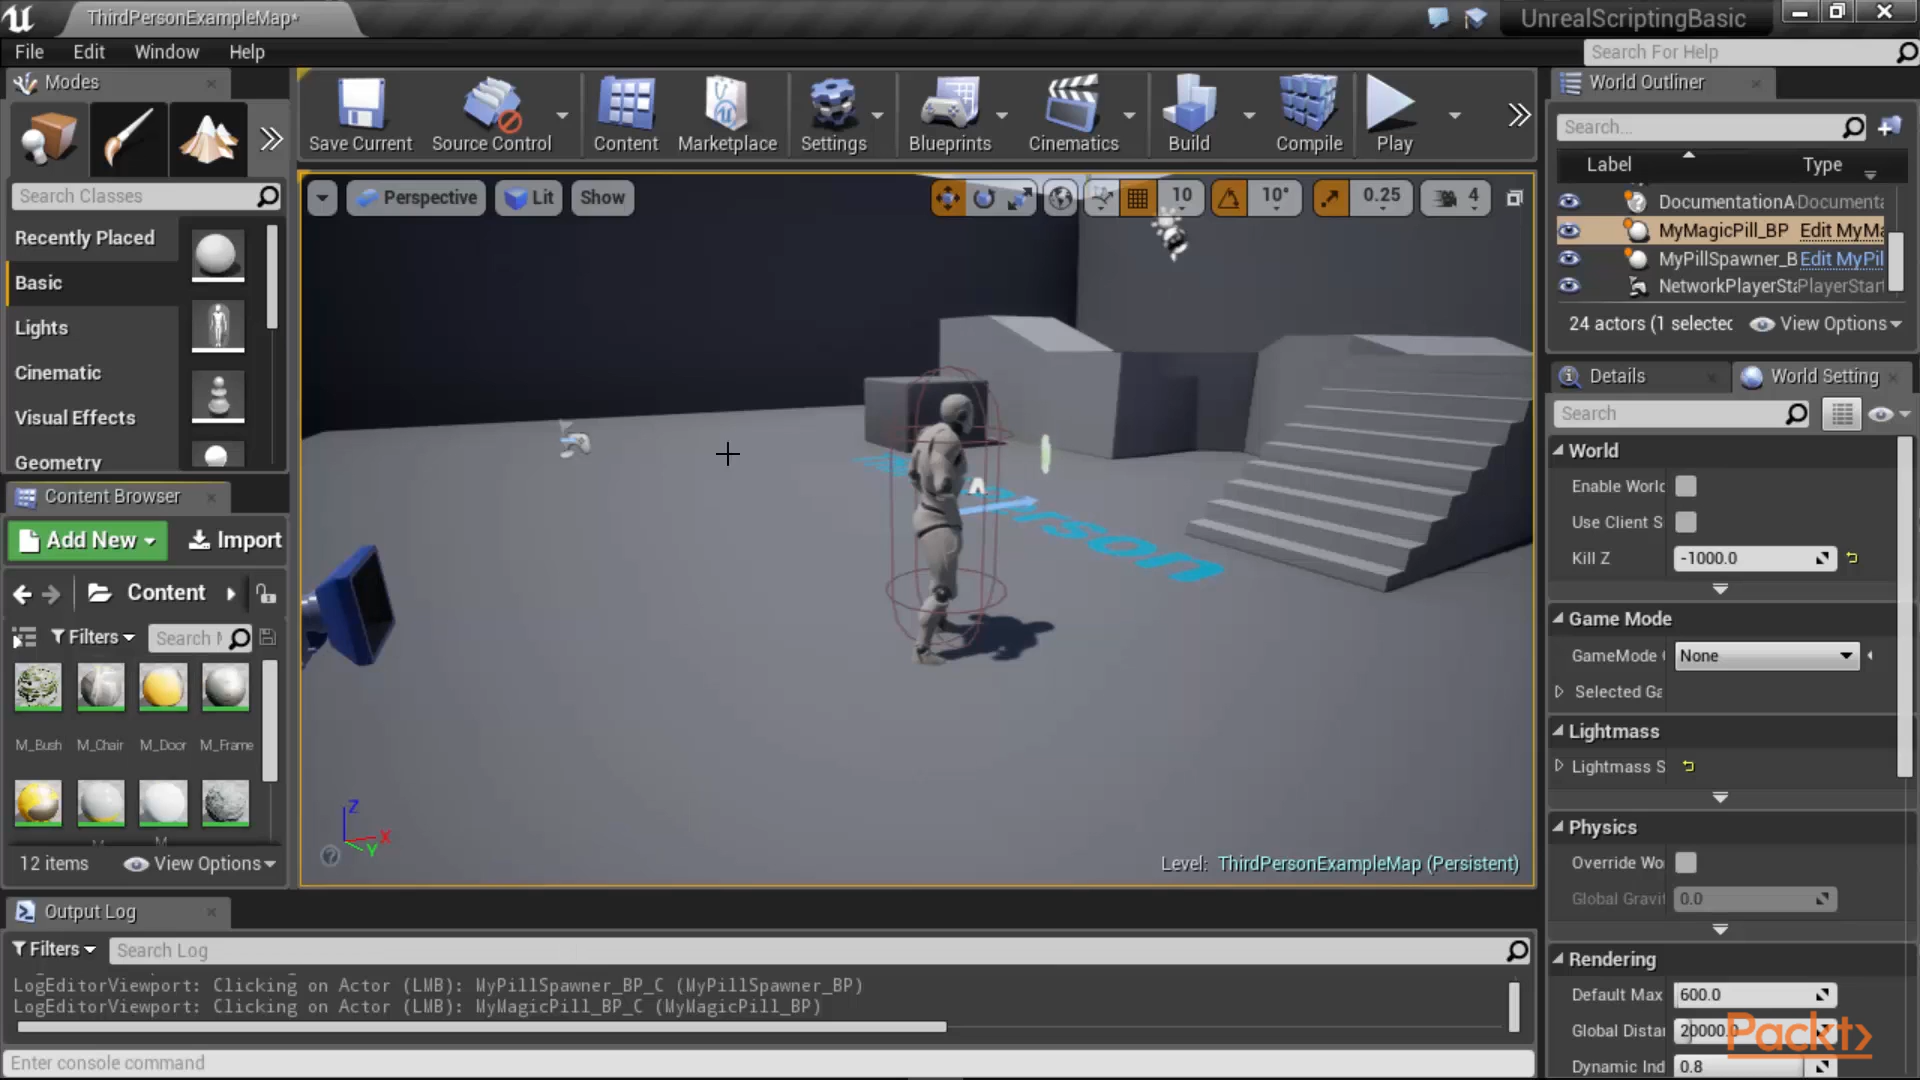 ThirdPersonExampleMap*
UnrealScriptingBasic
File Edit Window Help
Search For Help
Modes
Save Current
Source Control
Content
Marketplace
Settings
Blueprints
Cinematics
Build
Compile
Play
World Outliner
Search...
Label Type
DocumentationA Documenta
MyMagicPill_BP Edit MyMa
MyPillSpawner_B Edit MyPil
NetworkPlayerSta PlayerStart
24 actors (1 selectec View Options
Search Classes
Recently Placed
Basic
Lights
Cinematic
Visual Effects
Geometry
Perspective Lit Show
10 10° 0.25 4
Person
Z
X
Y
Level: ThirdPersonExampleMap (Persistent)
Content Browser
Add New Import
Content
Filters
M_Bush M_Chair M_Door M_Frame
12 items View Options
Details World Setting
Search
World
Enable World
Use Client S
Kill Z -1000.0
Game Mode
GameMode None
Selected Ga
Lightmass
Lightmass S
Physics
Override Wo
Global Gravit 0.0
Rendering
Default Max 600.0
Global Distar 20000.0
Dynamic Ind 0.8
Packt>
Output Log
Filters Search Log
LogEditorViewport: Clicking on Actor (LMB): MyPillSpawner_BP_C (MyPillSpawner_BP)
LogEditorViewport: Clicking on Actor (LMB): MyMagicPill_BP_C (MyMagicPill_BP)
Enter console command